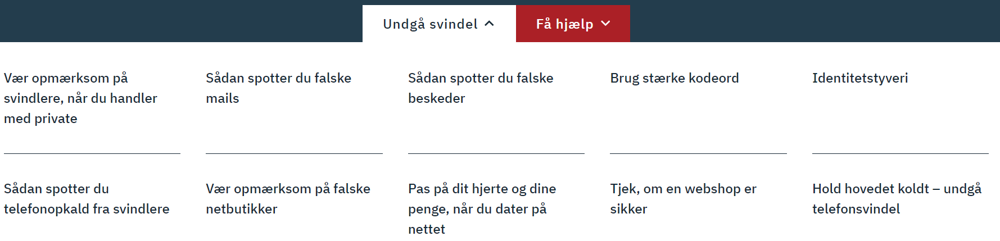 Undgå svindel
Få hjælp
Vær opmærksom på
svindlere, når du handler
med private
Sådan spotter du falske
mails
Sådan spotter du falske
beskeder
Brug stærke kodeord
Identitetstyveri
Sådan spotter du
telefonopkald fra svindlere
Vær opmærksom på falske
netbutikker
Pas på dit hjerte og dine
penge, når du dater på
nettet
Tjek, om en webshop er
sikker
Hold hovedet koldt – undgå
telefonsvindel